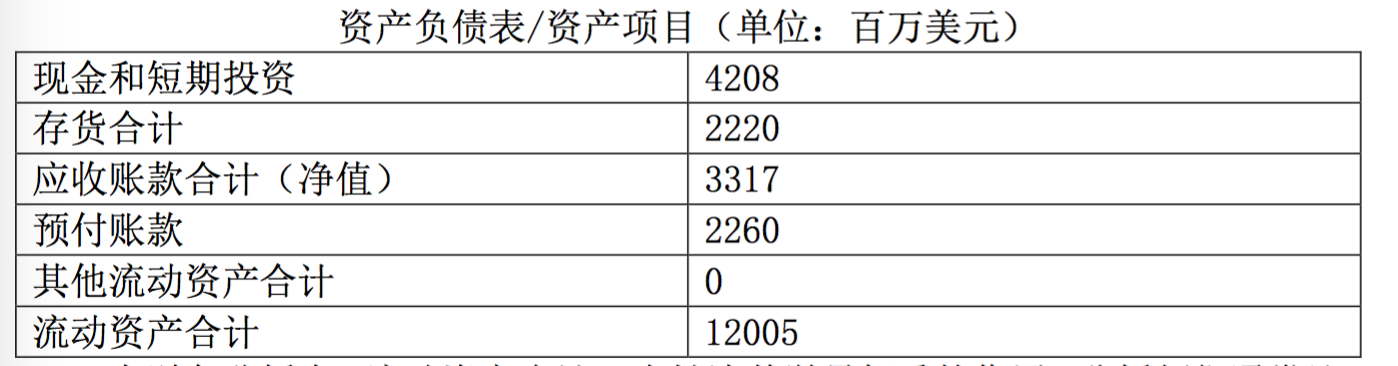 资产负债表/资产项目（单位：百万美元）
现金和短期投资 4208
存货合计 2220
应收账款合计（净值） 3317
预付账款 2260
其他流动资产合计 0
流动资产合计 12005